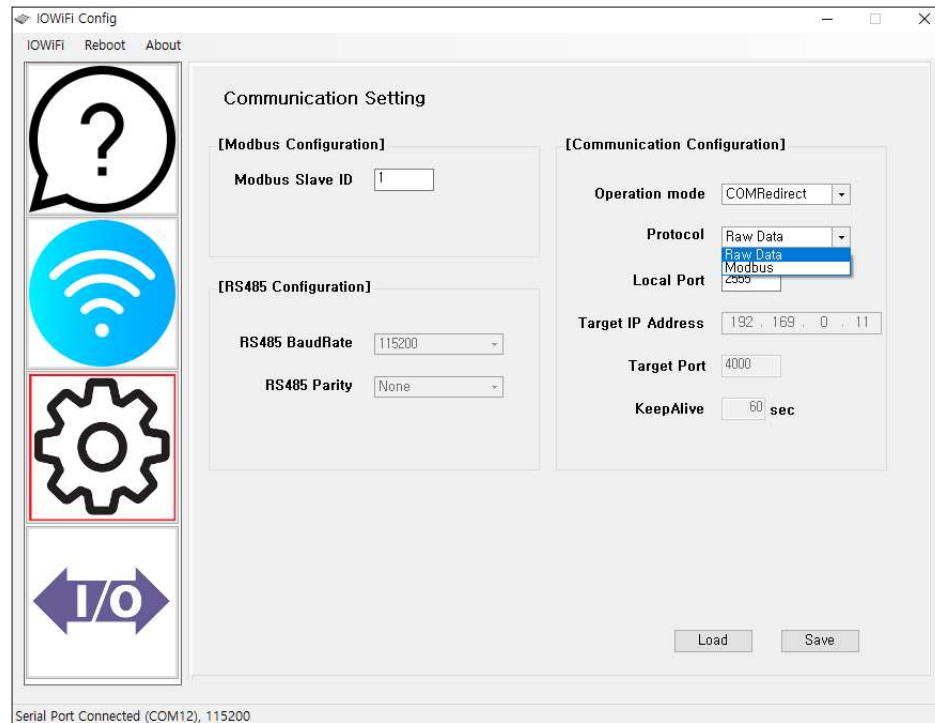 IOWiFi Config
IOWiFi Reboot About
?
I/O
Communication Setting
[Modbus Configuration]
Modbus Slave ID 1
[RS485 Configuration]
RS485 BaudRate 115200
RS485 Parity None
[Communication Configuration]
Operation mode COMRedirect
Protocol Raw Data
Raw Data
Modbus
Local Port 2555
Target IP Address 192 . 169 . 0 . 11
Target Port 4000
KeepAlive 60 sec
Load Save
Serial Port Connected (COM12), 115200